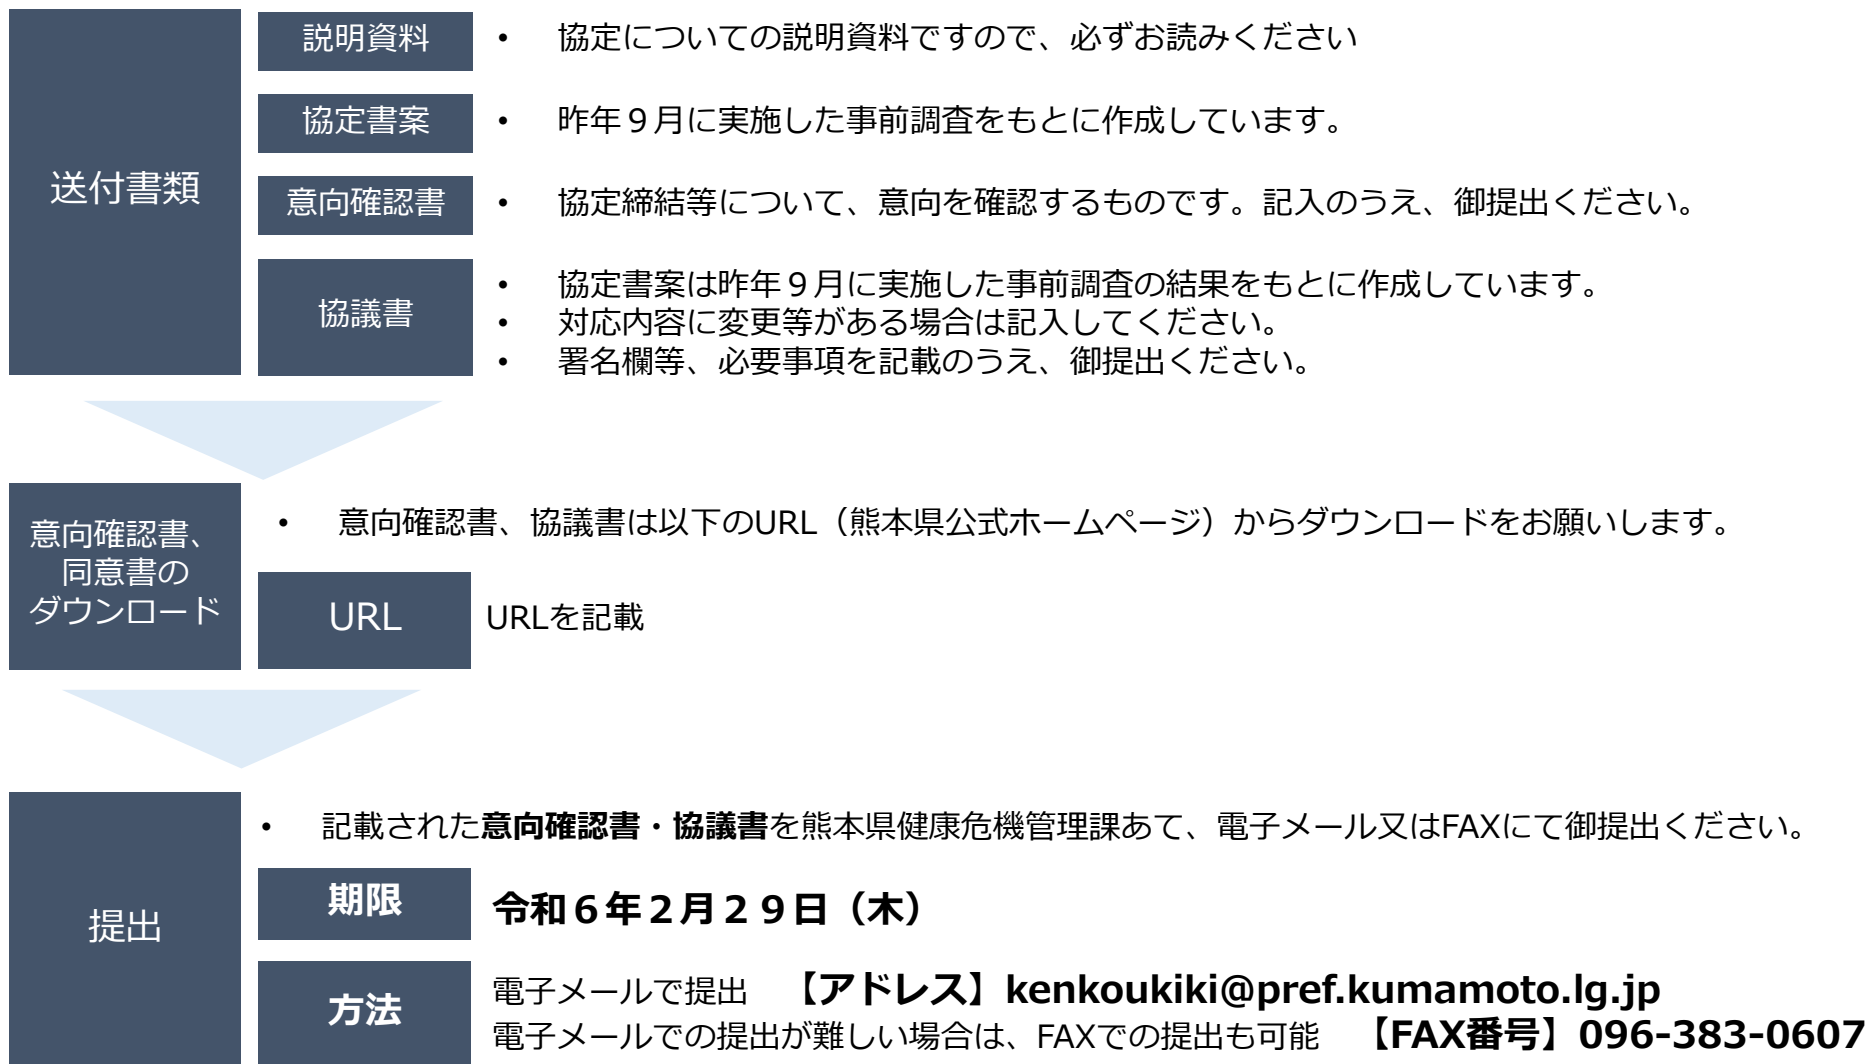 送付書類
説明資料
• 協定についての説明資料ですので、必ずお読みください
協定書案
• 昨年９月に実施した事前調査をもとに作成しています。
意向確認書
• 協定締結等について、意向を確認するものです。記入のうえ、御提出ください。
協議書
• 協定書案は昨年９月に実施した事前調査の結果をもとに作成しています。
• 対応内容に変更等がある場合は記入してください。
• 署名欄等、必要事項を記載のうえ、御提出ください。
意向確認書、
同意書の
ダウンロード
• 意向確認書、協議書は以下のURL（熊本県公式ホームページ）からダウンロードをお願いします。
URL
URLを記載
提出
• 記載された意向確認書・協議書を熊本県健康危機管理課あて、電子メール又はFAXにて御提出ください。
期限
令和６年２月２９日（木）
方法
電子メールで提出　【アドレス】kenkoukiki@pref.kumamoto.lg.jp
電子メールでの提出が難しい場合は、FAXでの提出も可能　【FAX番号】096-383-0607